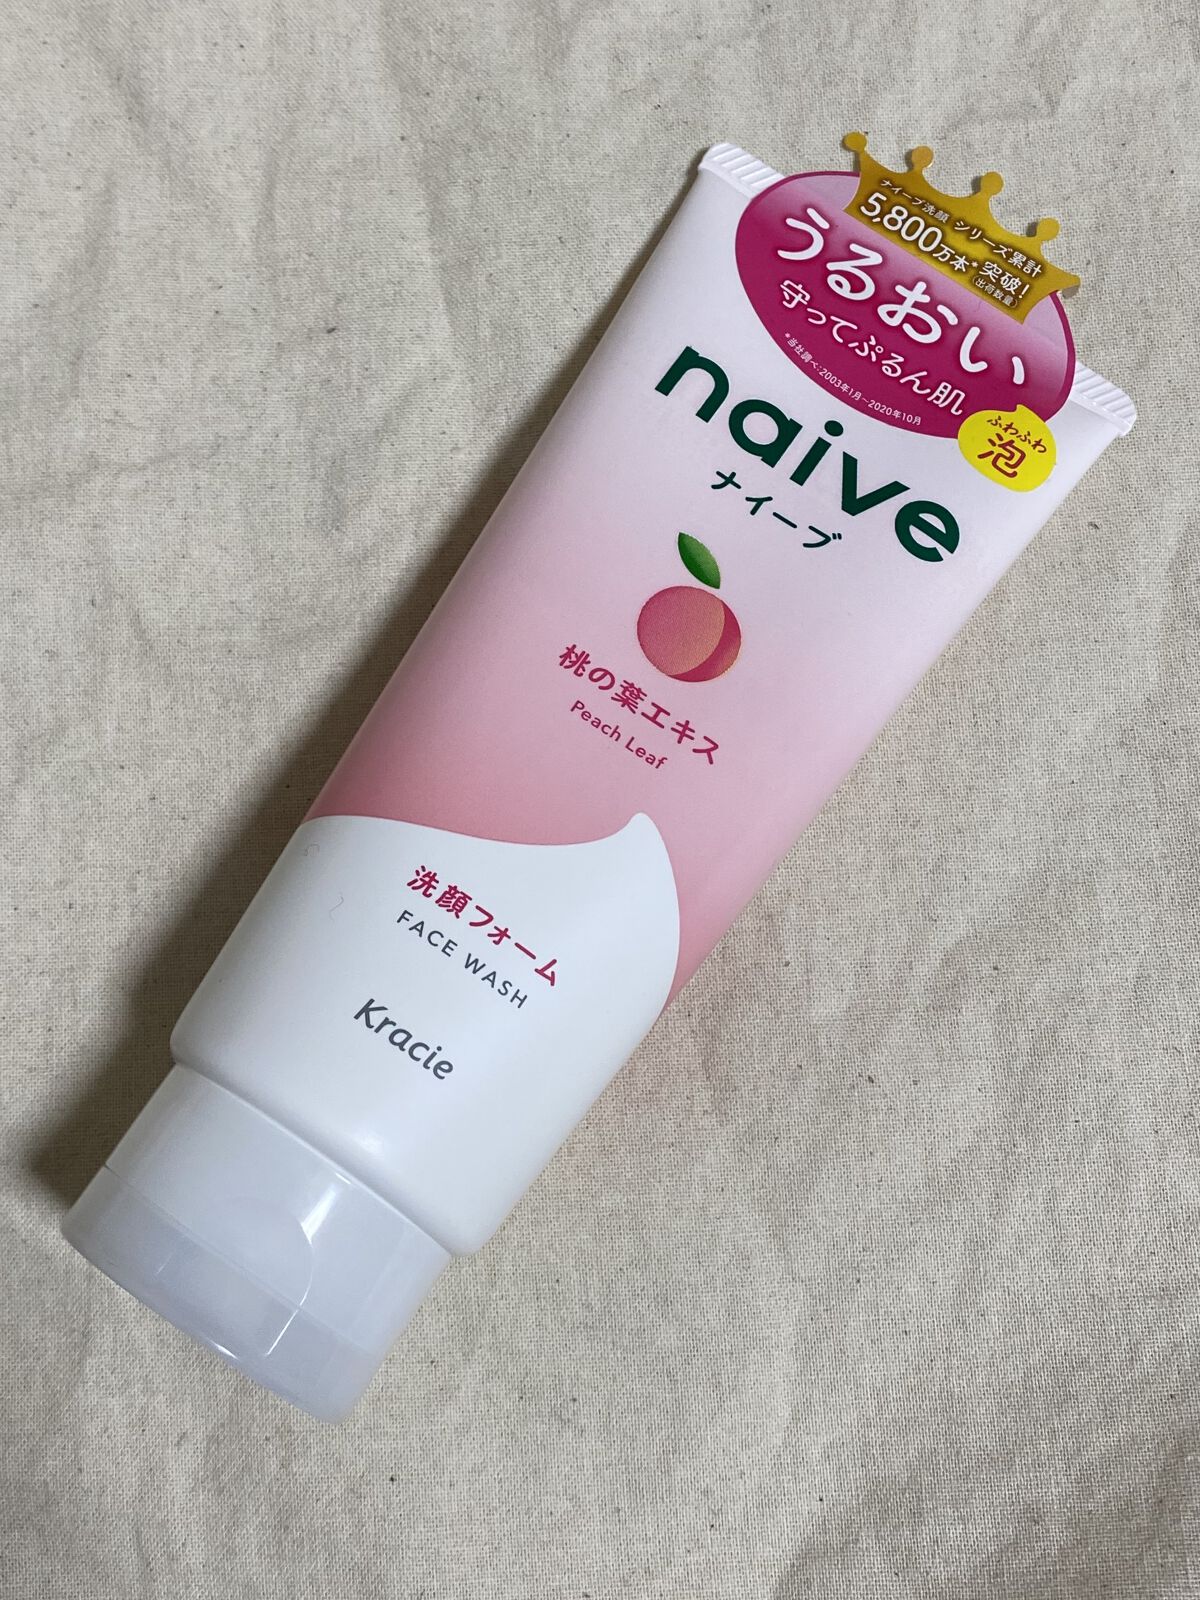 ナイーブ洗顔 シリーズ累計
5,800万本*突破!
(出荷数量)
うるおい
守ってぷるん肌
*当社調べ:2003年1月~2020年10月
ふわふわ
泡
naive
ナイーブ
桃の葉エキス
Peach Leaf
洗顔フォーム
FACE WASH
Kracie